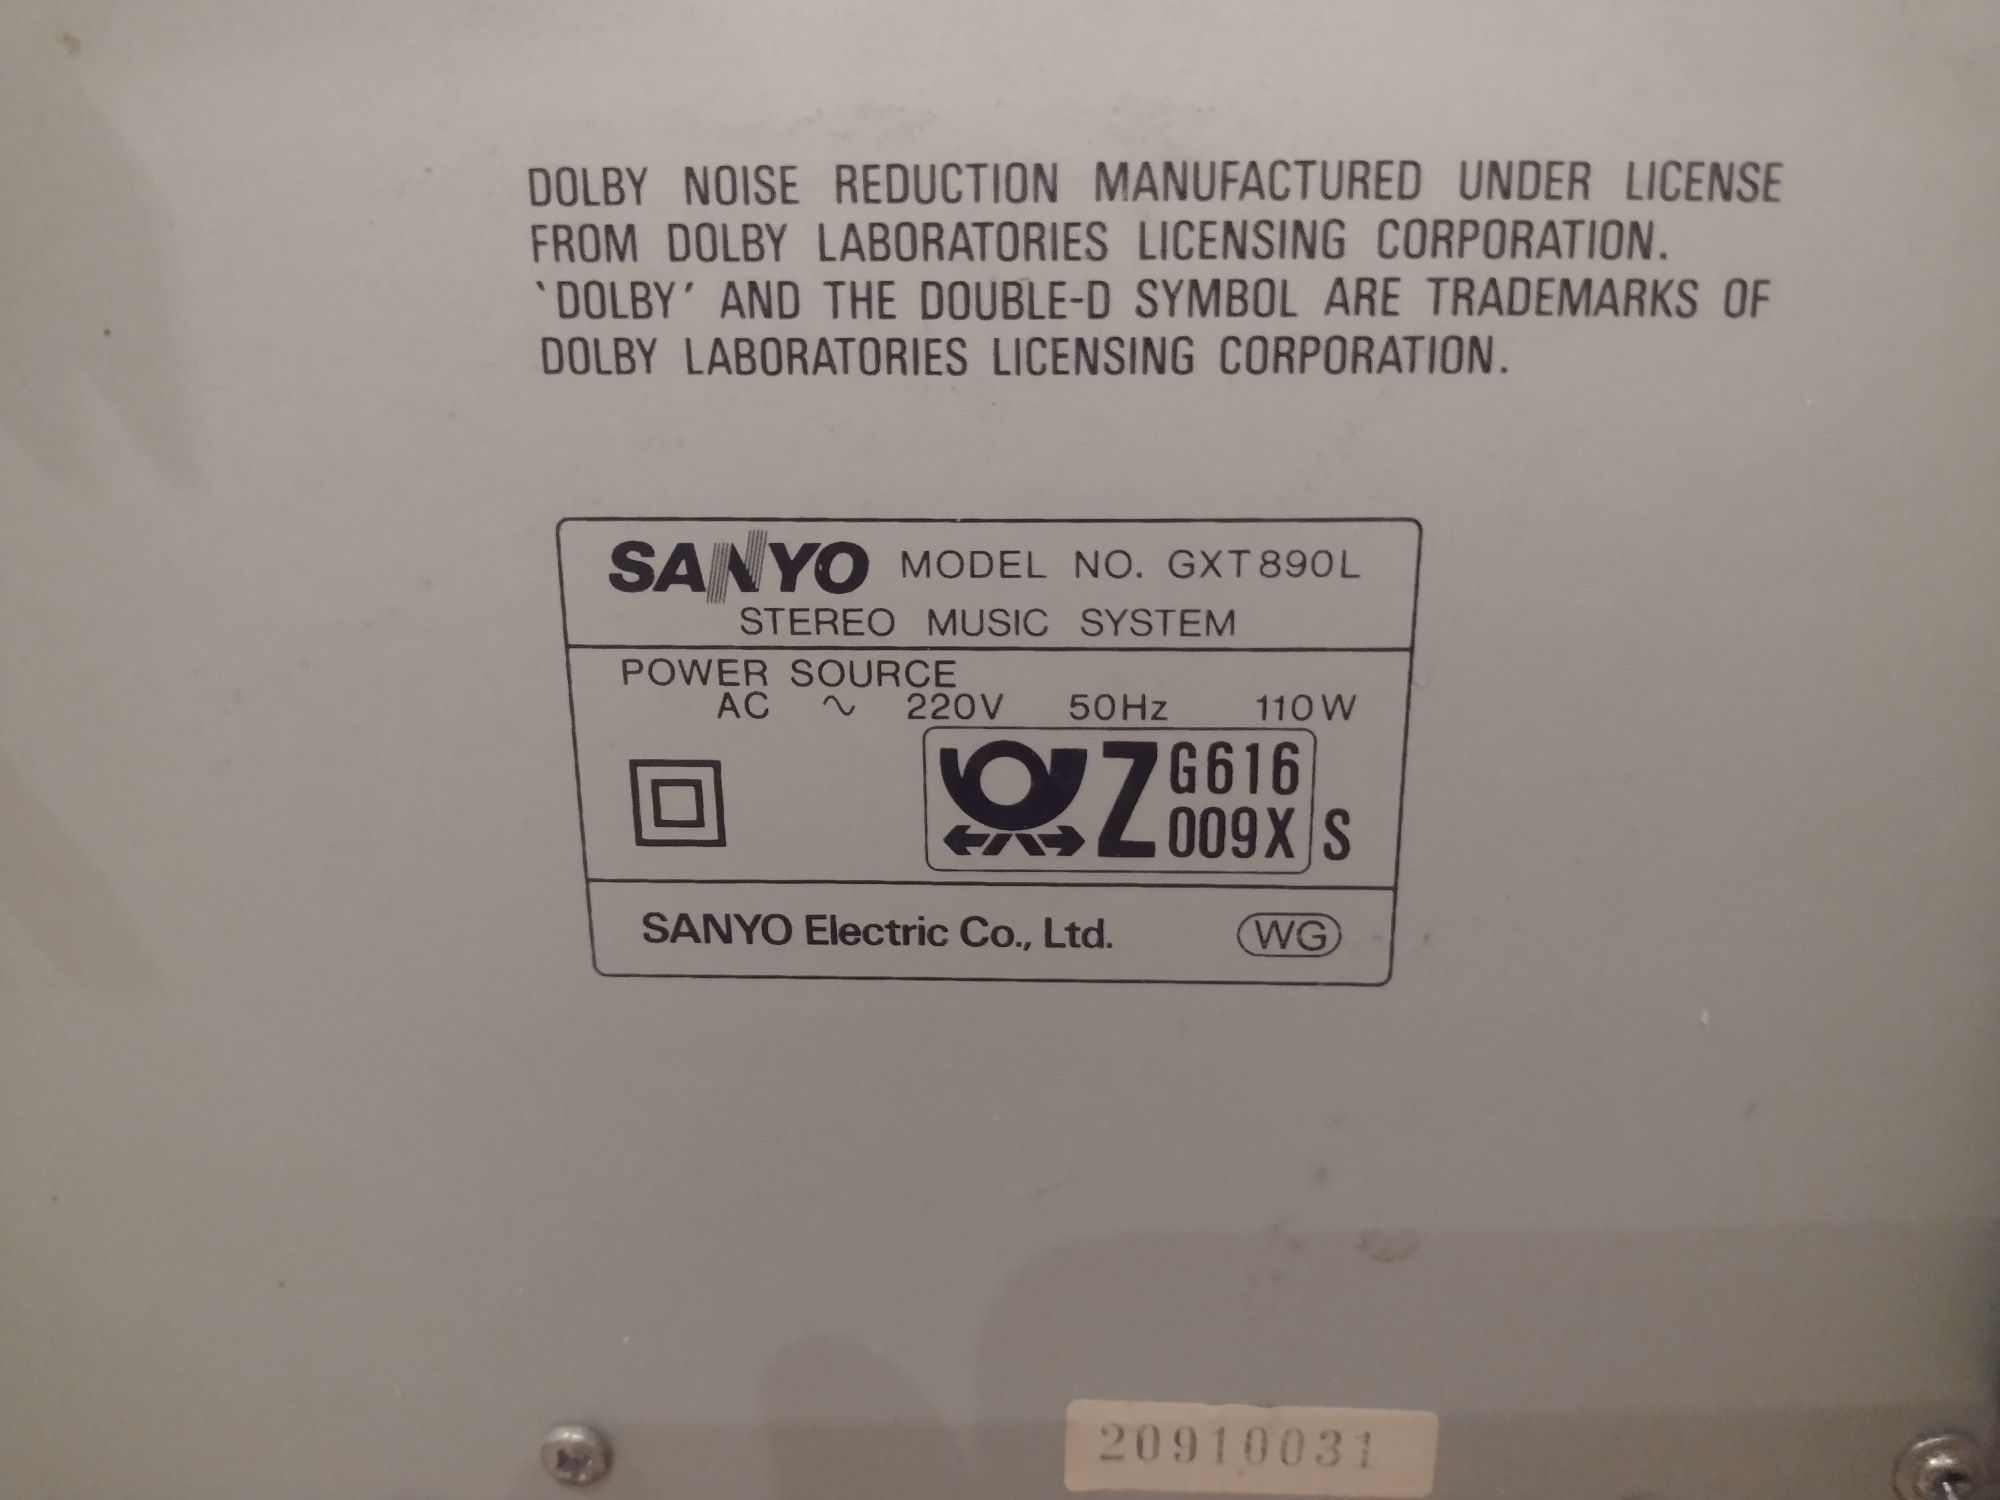 DOLBY NOISE REDUCTION MANUFACTURED UNDER LICENSE
FROM DOLBY LABORATORIES LICENSING CORPORATION.
‘DOLBY’ AND THE DOUBLE-D SYMBOL ARE TRADEMARKS OF
DOLBY LABORATORIES LICENSING CORPORATION.
SANYO MODEL NO. GXT890L
STEREO MUSIC SYSTEM
POWER SOURCE
AC ∿ 220V 50Hz 110W
Z G616
009X S
SANYO Electric Co., Ltd. WG
20910031